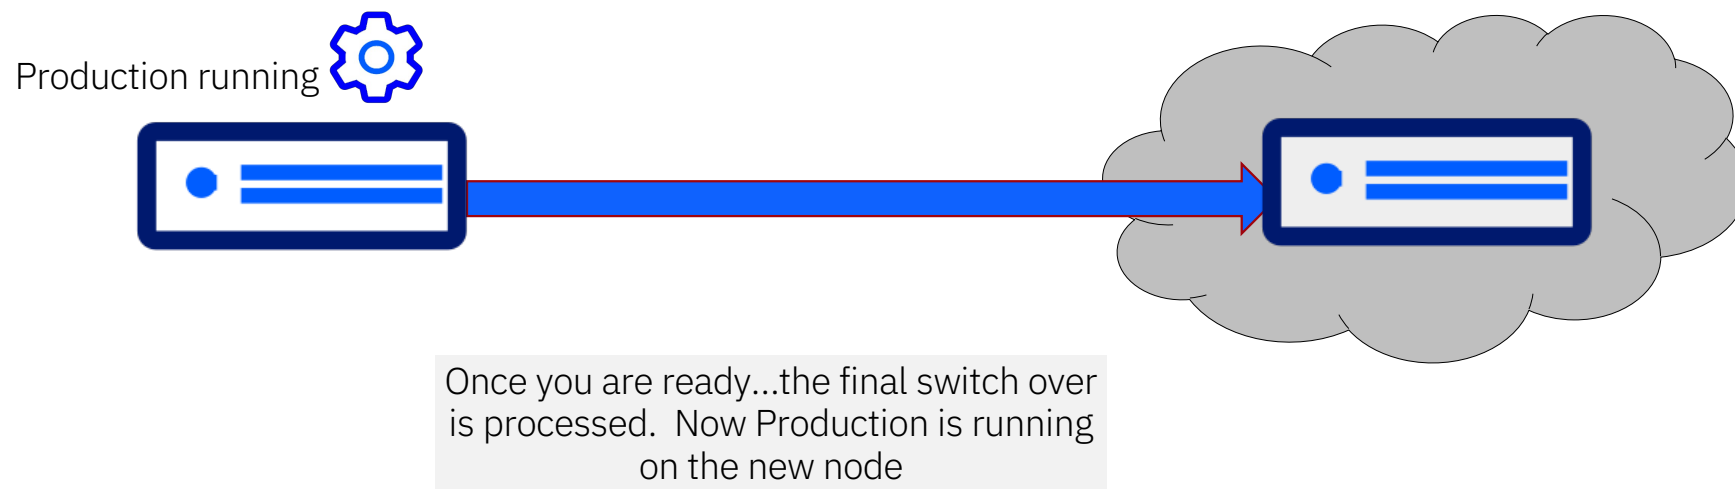 Production running
Once you are ready...the final switch over
is processed.  Now Production is running
on the new node